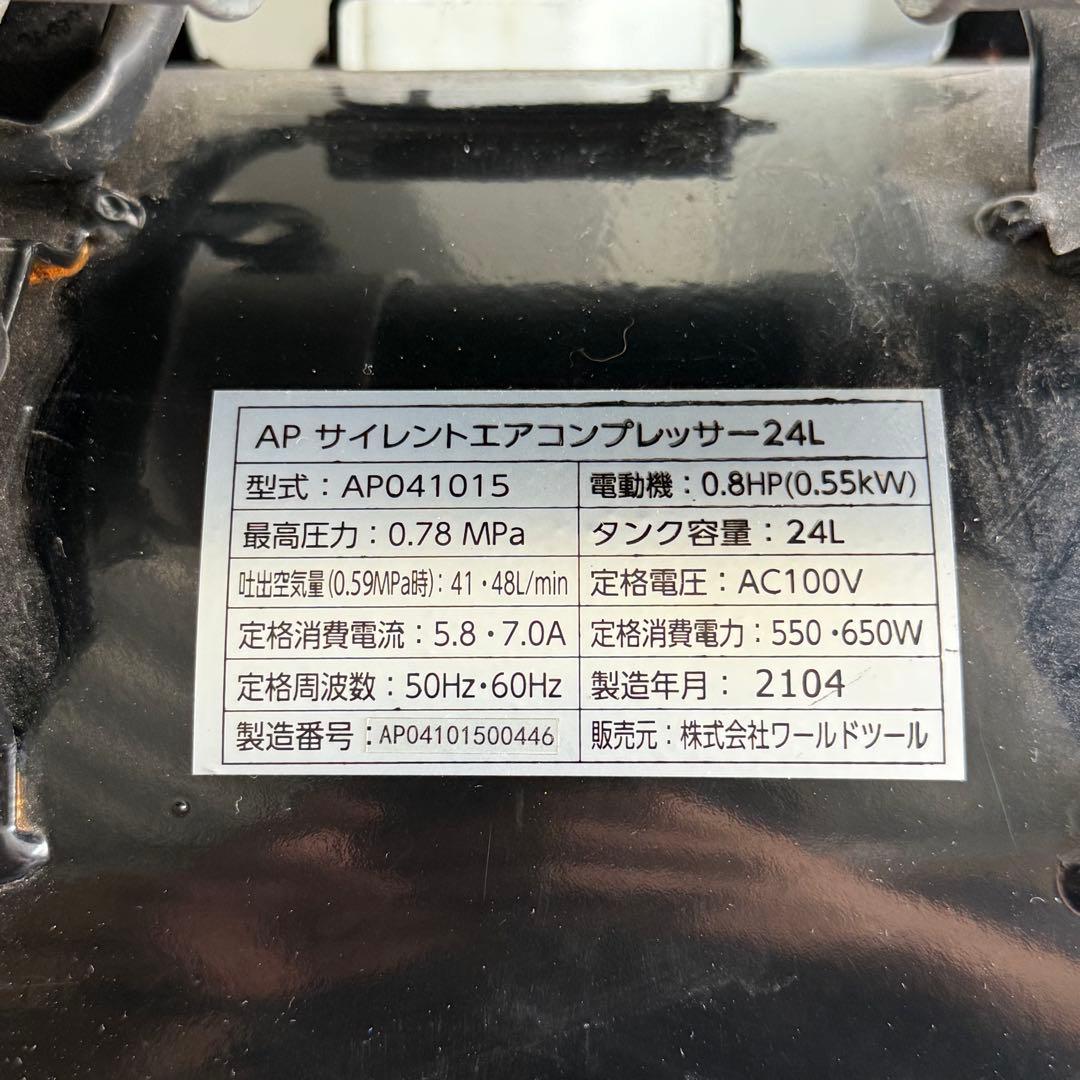 AP サイレントエアコンプレッサー24L
型式：AP041015 電動機：0.8HP(0.55kW)
最高圧力：0.78 MPa タンク容量：24L
吐出空気量(0.59MPa時)：41・48L/min 定格電圧：AC100V
定格消費電流：5.8・7.0A 定格消費電力：550・650W
定格周波数：50Hz・60Hz 製造年月：2104
製造番号：AP04101500446 販売元：株式会社ワールドツール